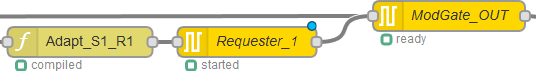 ModGate_OUT
ready
f Adapt_S1_R1
Requester_1
compiled
started